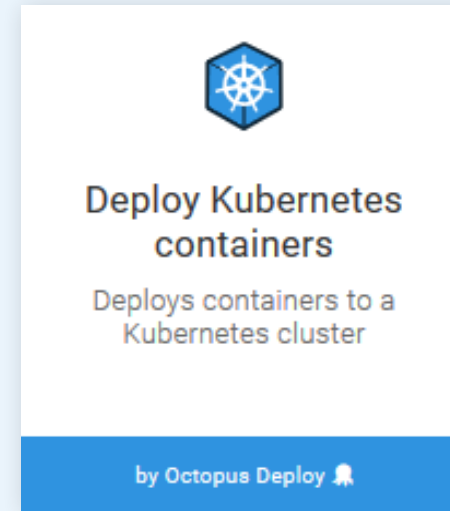 Deploy Kubernetes
containers
Deploys containers to a
Kubernetes cluster
by Octopus Deploy